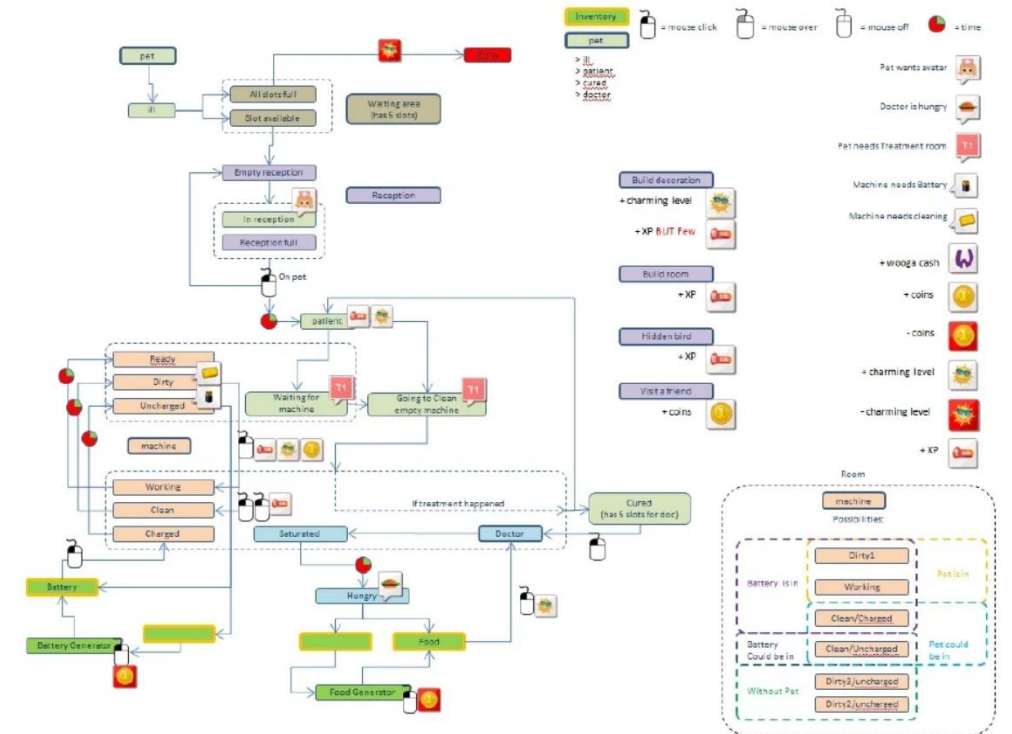 Inventory
pet
= mouse click
= mouse over
= mouse off
= time
> ill
> patient
> cured
> doctor
pet
ill
All slots full
Slot available
Waiting area
(has 5 slots)
Empty reception
Reception
In reception
Reception full
On pet
patient
Ready
Dirty
Uncharged
machine
Working
Clean
Charged
Waiting for
machine
Going to Clean
empty machine
T1
T1
If treatment happened
Cured
(has 5 slots for doc)
Saturated
Doctor
Hungry
Battery
Battery Generator
Food
Food Generator
Build decoration
+ charming level
+ XP BUT Few
Build room
+ XP
Hidden bird
+ XP
Visit a friend
+ coins
Pet wants avatar
Doctor is hungry
Pet needs Treatment room
T1
Machine needs Battery
Machine needs cleaning
+ wooga cash
+ coins
- coins
+ charming level
- charming level
+ XP
Room
machine
Possibilities:
Dirty1
Battery is in
Pet is in
Working
Clean/Charged
Battery
Could be in
Clean/Uncharged
Pet could
be in
Without Pet
Dirty3/uncharged
Dirty2/uncharged